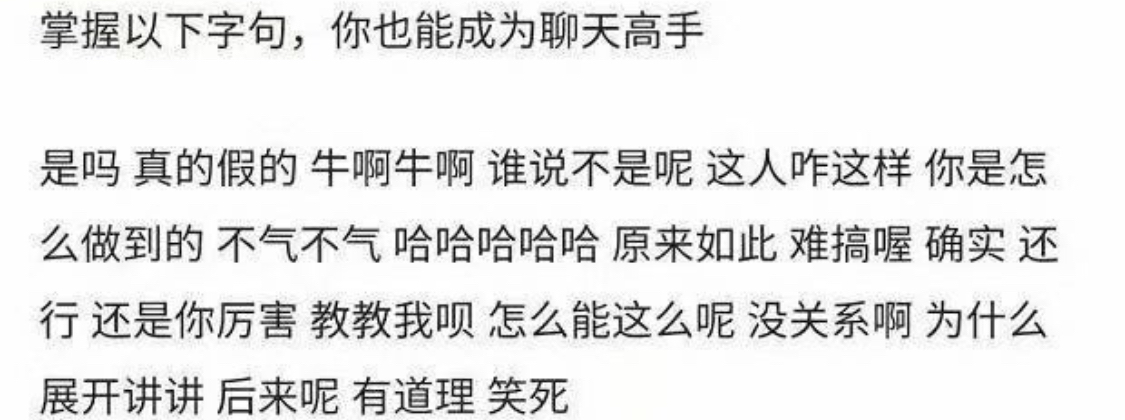 掌握以下字句，你也能成为聊天高手
是吗 真的假的 牛啊牛啊 谁说不是呢 这人咋这样 你是怎
么做到的 不气不气 哈哈哈哈哈 原来如此 难搞喔 确实 还
行 还是你厉害 教教我呗 怎么能这么呢 没关系啊 为什么
展开讲讲 后来呢 有道理 笑死